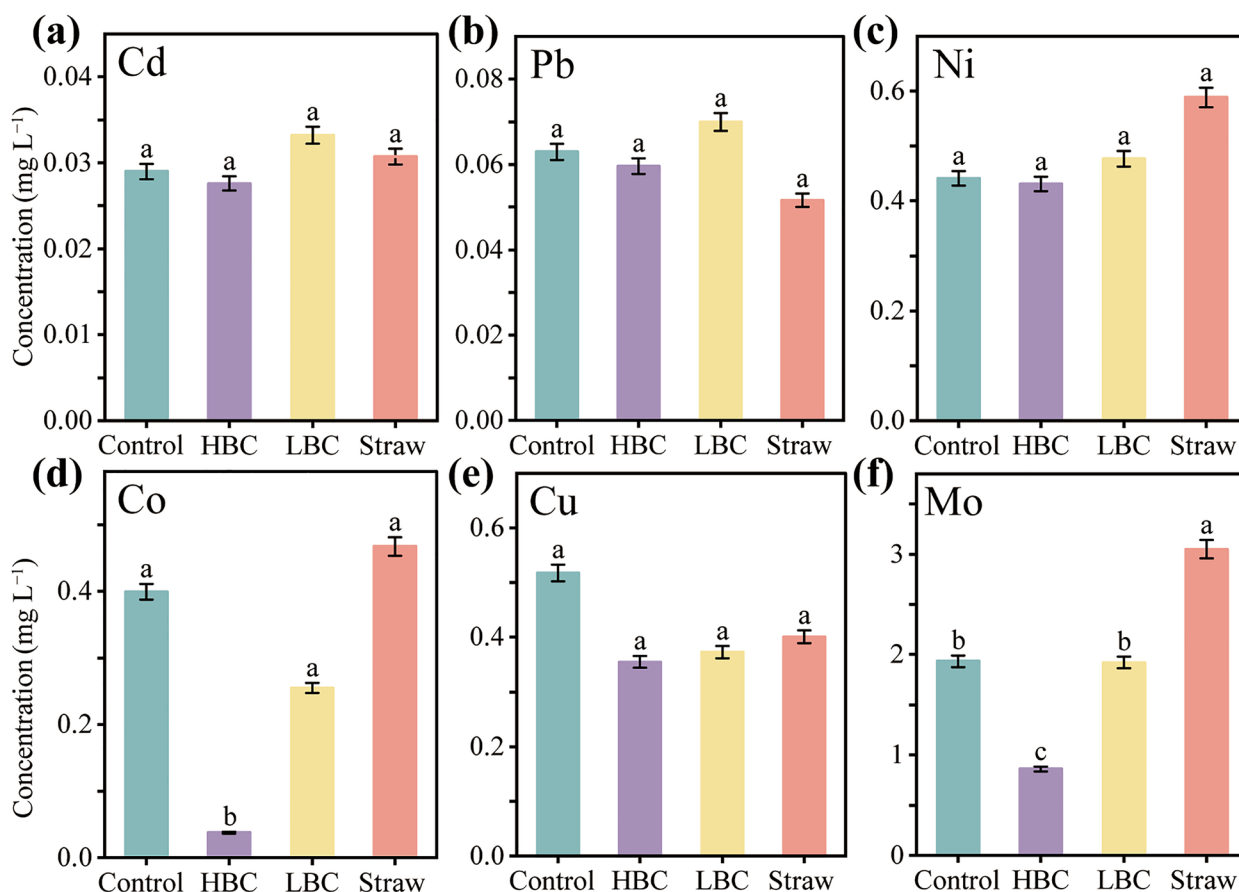 (a) Cd
Concentration (mg L⁻¹)
0.04
0.03
0.02
0.01
0.00
a a a a
Control HBC LBC Straw
(b) Pb
0.08
0.06
0.04
0.02
0.00
a a a a
Control HBC LBC Straw
(c) Ni
0.6
0.4
0.2
0.0
a a a a
Control HBC LBC Straw
(d) Co
Concentration (mg L⁻¹)
0.4
0.2
0.0
a b a a
Control HBC LBC Straw
(e) Cu
0.6
0.4
0.2
0.0
a a a a
Control HBC LBC Straw
(f) Mo
3
2
1
0
b c b a
Control HBC LBC Straw